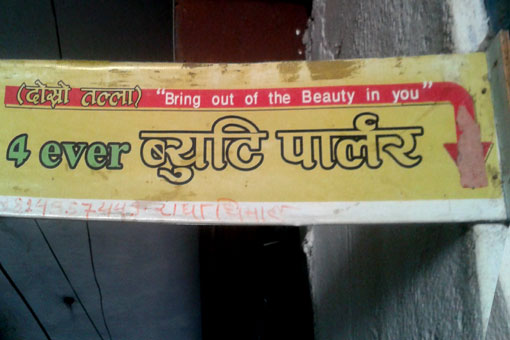 (दोस्रो तल्ला) "Bring out of the Beauty in you"
4 ever ब्युटि पार्लर